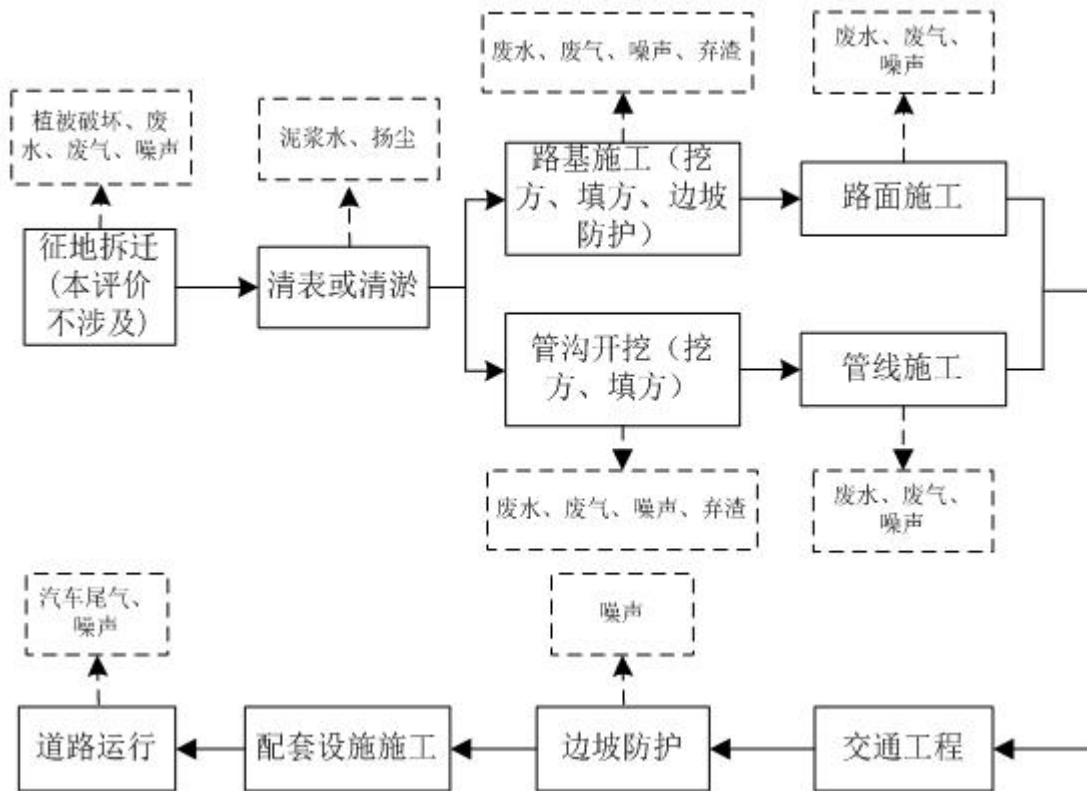 废水、废气、噪声、弃渣
废水、废气、
噪声
植被破坏、废
水、废气、噪声
泥浆水、扬尘
征地拆迁
(本评价
不涉及)
清表或清淤
路基施工（挖
方、填方、边坡
防护）
路面施工
管沟开挖（挖
方、填方）
管线施工
废水、废气、噪声、弃渣
废水、废气、
噪声
汽车尾气、
噪声
噪声
道路运行
配套设施施工
边坡防护
交通工程